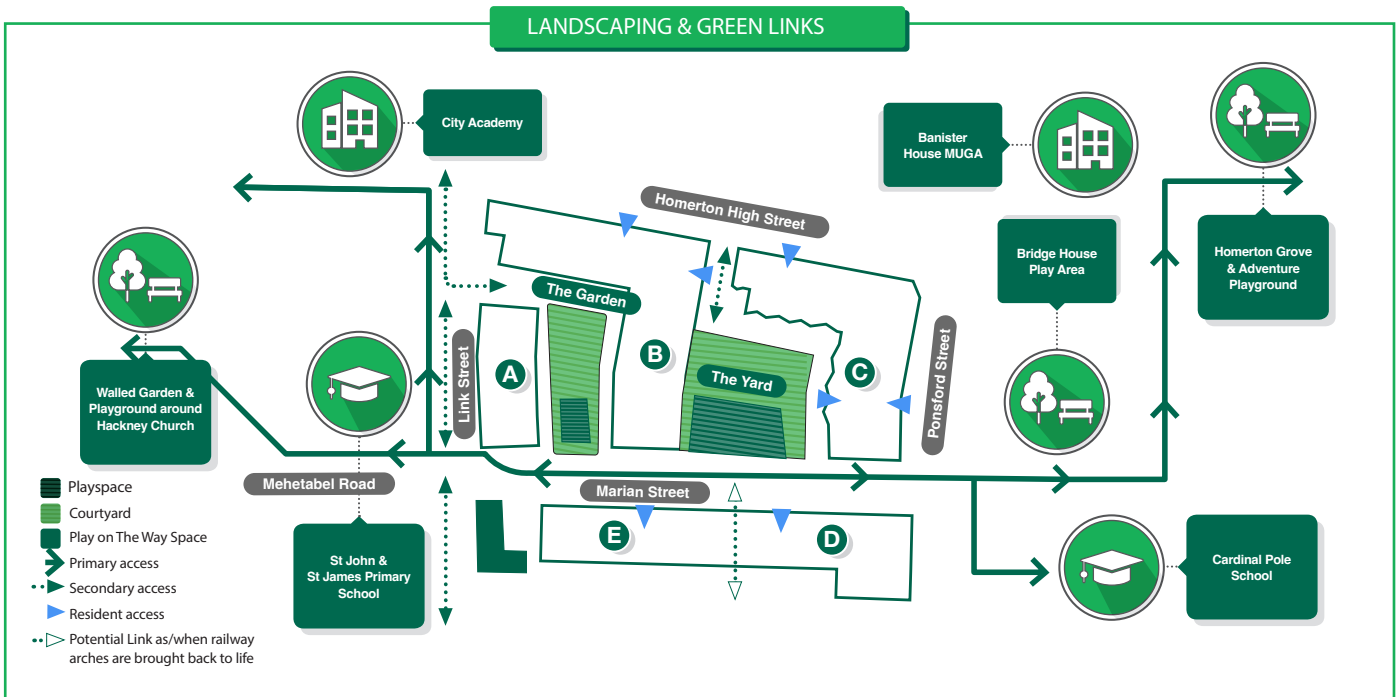 LANDSCAPING & GREEN LINKS
City Academy
Banister
House MUGA
Homerton High Street
Bridge House
Play Area
Homerton Grove
& Adventure
Playground
The Garden
Link Street
A
B
The Yard
C
Ponsford Street
Walled Garden &
Playground around
Hackney Church
Mehetabel Road
Marian Street
E
D
St John &
St James Primary
School
Cardinal Pole
School
Playspace
Courtyard
Play on The Way Space
Primary access
Secondary access
Resident access
Potential Link as/when railway
arches are brought back to life